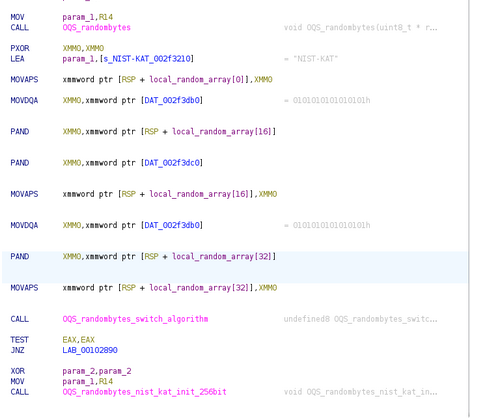 MOV param_1,R14
CALL OQS_randombytes void OQS_randombytes(uint8_t * r...
PXOR XMM0,XMM0
LEA param_1,[s_NIST-KAT_002f3210] = "NIST-KAT"
MOVAPS xmmword ptr [RSP + local_random_array[0]],XMM0
MOVDQA XMM0,xmmword ptr [DAT_002f3db0] = 0101010101010101h
PAND XMM0,xmmword ptr [RSP + local_random_array[16]]
PAND XMM0,xmmword ptr [DAT_002f3dc0]
MOVAPS xmmword ptr [RSP + local_random_array[16]],XMM0
MOVDQA XMM0,xmmword ptr [DAT_002f3db0] = 0101010101010101h
PAND XMM0,xmmword ptr [RSP + local_random_array[32]]
MOVAPS xmmword ptr [RSP + local_random_array[32]],XMM0
CALL OQS_randombytes_switch_algorithm undefined8 OQS_randombytes_switc...
TEST EAX,EAX
JNZ LAB_00102890
XOR param_2,param_2
MOV param_1,R14
CALL OQS_randombytes_nist_kat_init_256bit void OQS_randombytes_nist_kat_in...